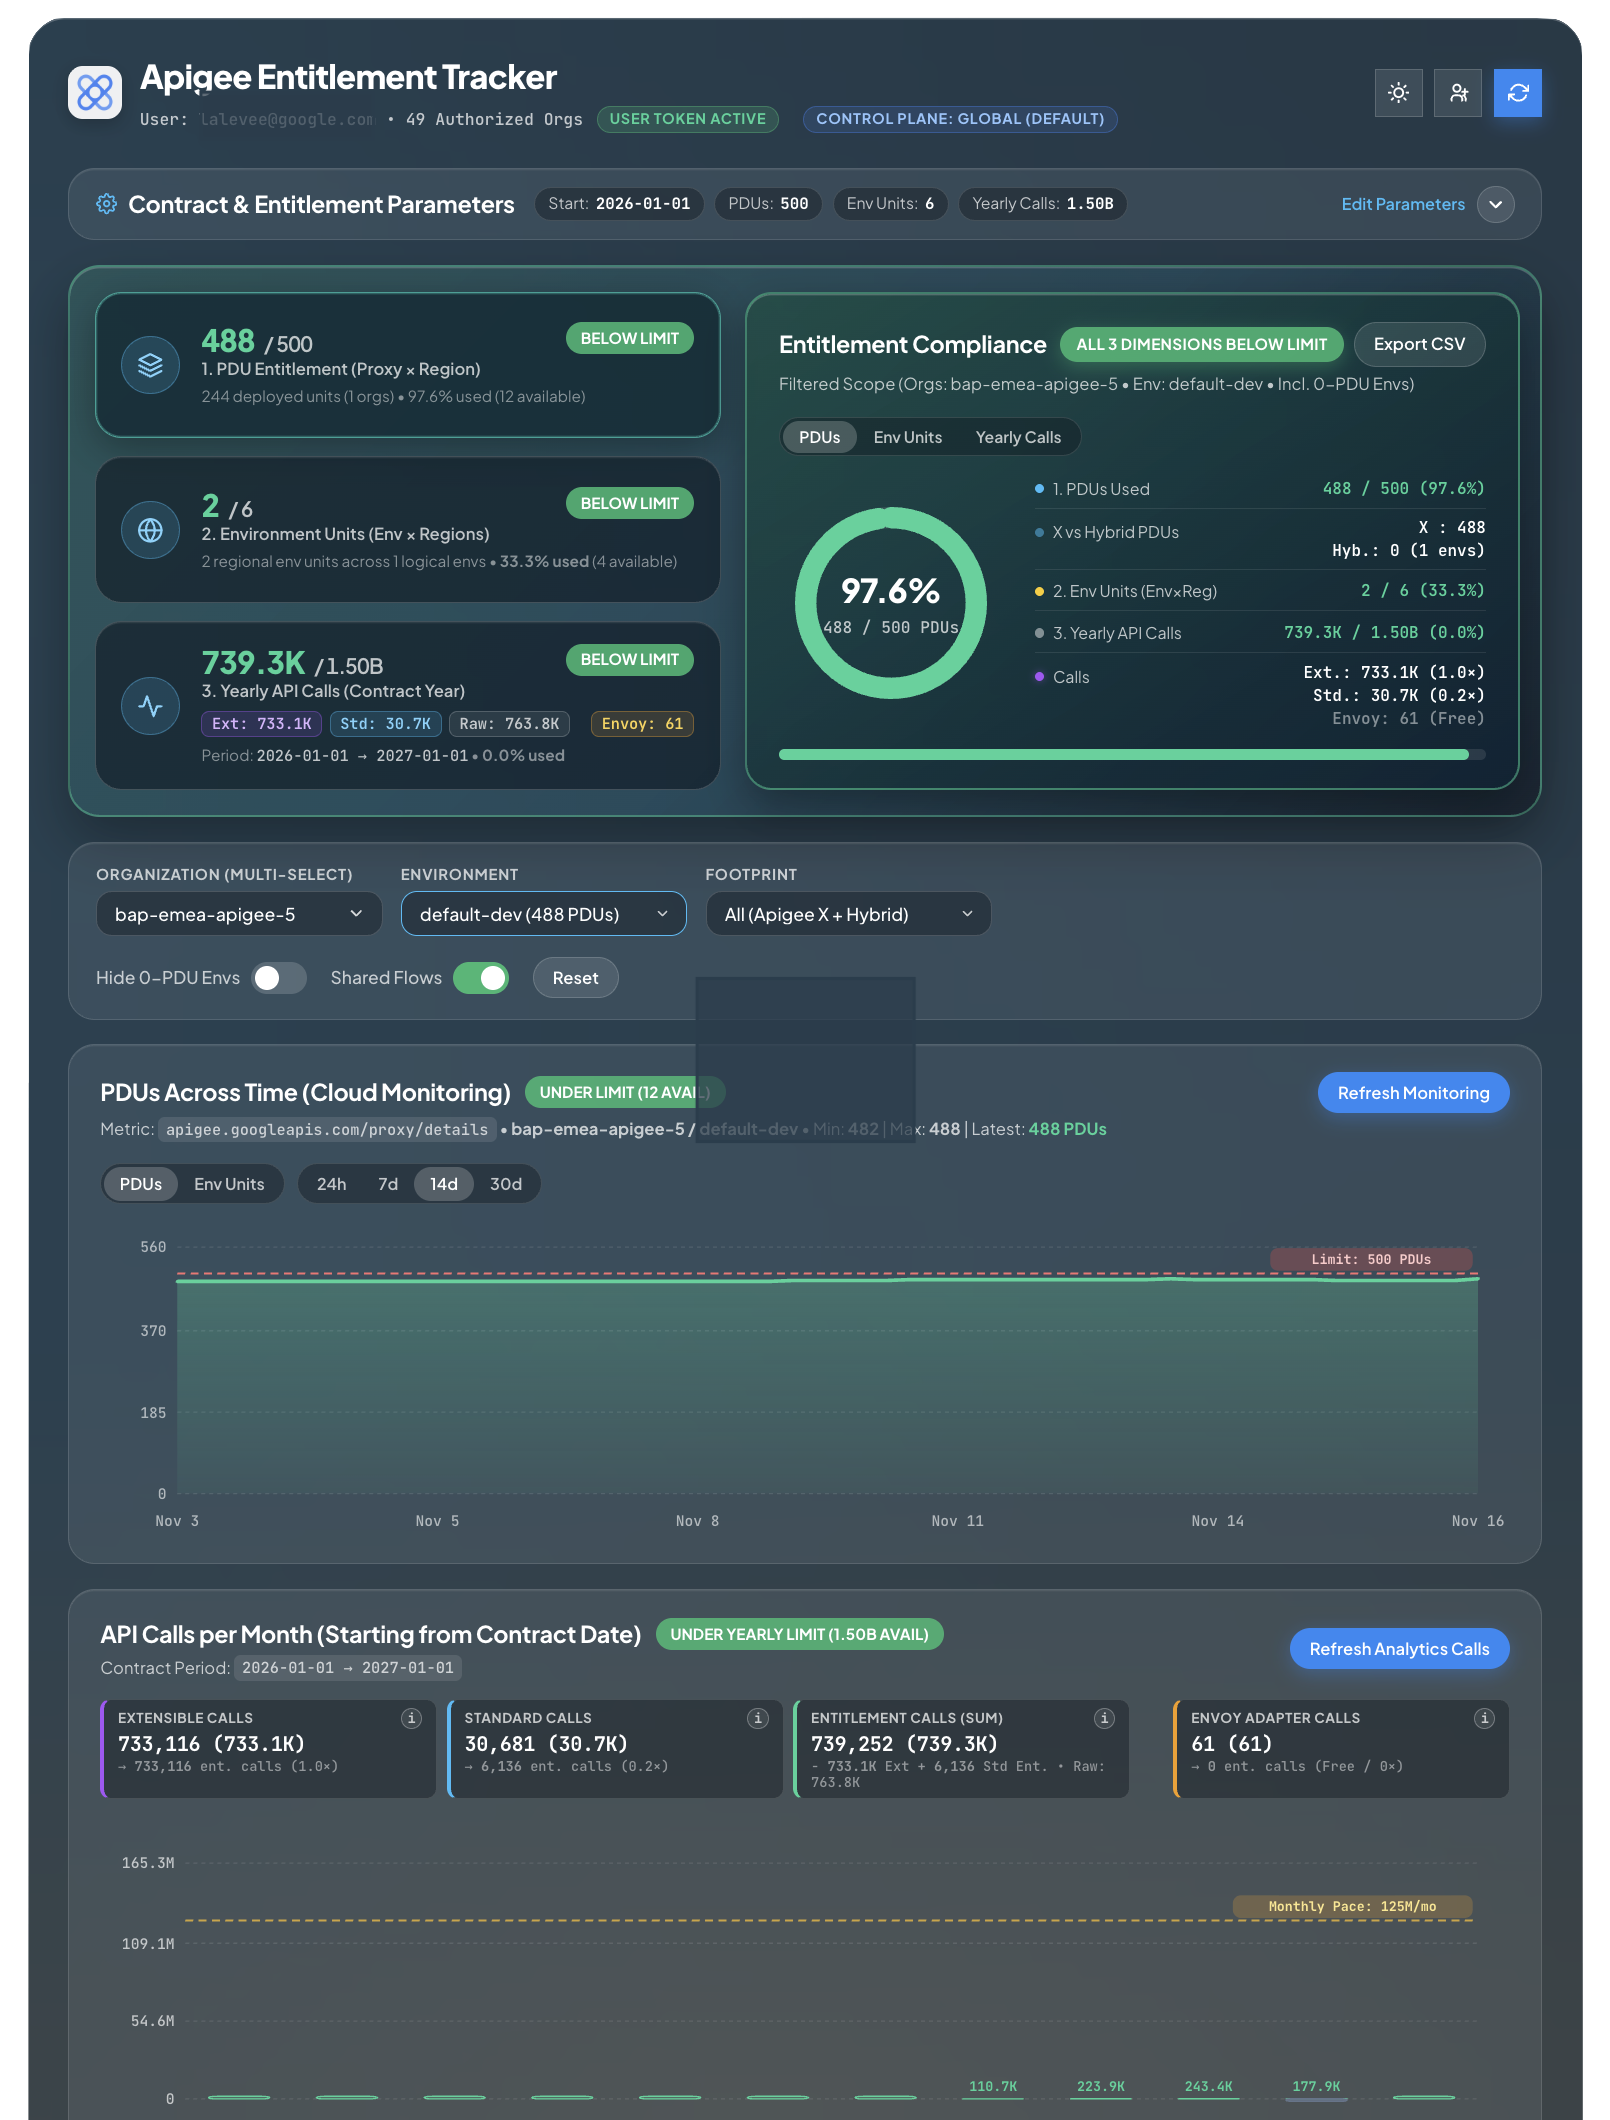 Apigee Entitlement Tracker
User: lalevee@google.com • 49 Authorized Orgs USER TOKEN ACTIVE CONTROL PLANE: GLOBAL (DEFAULT)
Contract & Entitlement Parameters Start: 2026-01-01 PDUs: 500 Env Units: 6 Yearly Calls: 1.50B Edit Parameters
488 / 500 BELOW LIMIT
1. PDU Entitlement (Proxy × Region)
244 deployed units (1 orgs) • 97.6% used (12 available)
2 / 6 BELOW LIMIT
2. Environment Units (Env × Regions)
2 regional env units across 1 logical envs • 33.3% used (4 available)
739.3K / 1.50B BELOW LIMIT
3. Yearly API Calls (Contract Year)
Ext: 733.1K Std: 30.7K Raw: 763.8K Envoy: 61
Period: 2026-01-01 → 2027-01-01 • 0.0% used
Entitlement Compliance ALL 3 DIMENSIONS BELOW LIMIT Export CSV
Filtered Scope (Orgs: bap-emea-apigee-5 • Env: default-dev • Incl. 0-PDU Envs)
PDUs Env Units Yearly Calls
97.6%
488 / 500 PDUs
1. PDUs Used 488 / 500 (97.6%)
X vs Hybrid PDUs X : 488
Hyb.: 0 (1 envs)
2. Env Units (Env×Reg) 2 / 6 (33.3%)
3. Yearly API Calls 739.3K / 1.50B (0.0%)
Calls Ext.: 733.1K (1.0×)
Std.: 30.7K (0.2×)
Envoy: 61 (Free)
ORGANIZATION (MULTI-SELECT) ENVIRONMENT FOOTPRINT
bap-emea-apigee-5 default-dev (488 PDUs) All (Apigee X + Hybrid)
Hide 0-PDU Envs Shared Flows Reset
PDUs Across Time (Cloud Monitoring) UNDER LIMIT (12 AVAIL) Refresh Monitoring
Metric: apigee.googleapis.com/proxy/details • bap-emea-apigee-5 / default-dev • Min: 482 | Max: 488 | Latest: 488 PDUs
PDUs Env Units 24h 7d 14d 30d
560
Limit: 500 PDUs
370
185
0
Nov 3 Nov 5 Nov 8 Nov 11 Nov 14 Nov 16
API Calls per Month (Starting from Contract Date) UNDER YEARLY LIMIT (1.50B AVAIL) Refresh Analytics Calls
Contract Period: 2026-01-01 → 2027-01-01
EXTENSIBLE CALLS i
733,116 (733.1K)
→ 733,116 ent. calls (1.0×)
STANDARD CALLS i
30,681 (30.7K)
→ 6,136 ent. calls (0.2×)
ENTITLEMENT CALLS (SUM) i
739,252 (739.3K)
- 733.1K Ext + 6,136 Std Ent. • Raw:
763.8K
ENVOY ADAPTER CALLS i
61 (61)
→ 0 ent. calls (Free / 0×)
165.3M
Monthly Pace: 125M/mo
109.1M
54.6M
0
110.7K 223.9K 243.4K 177.9K